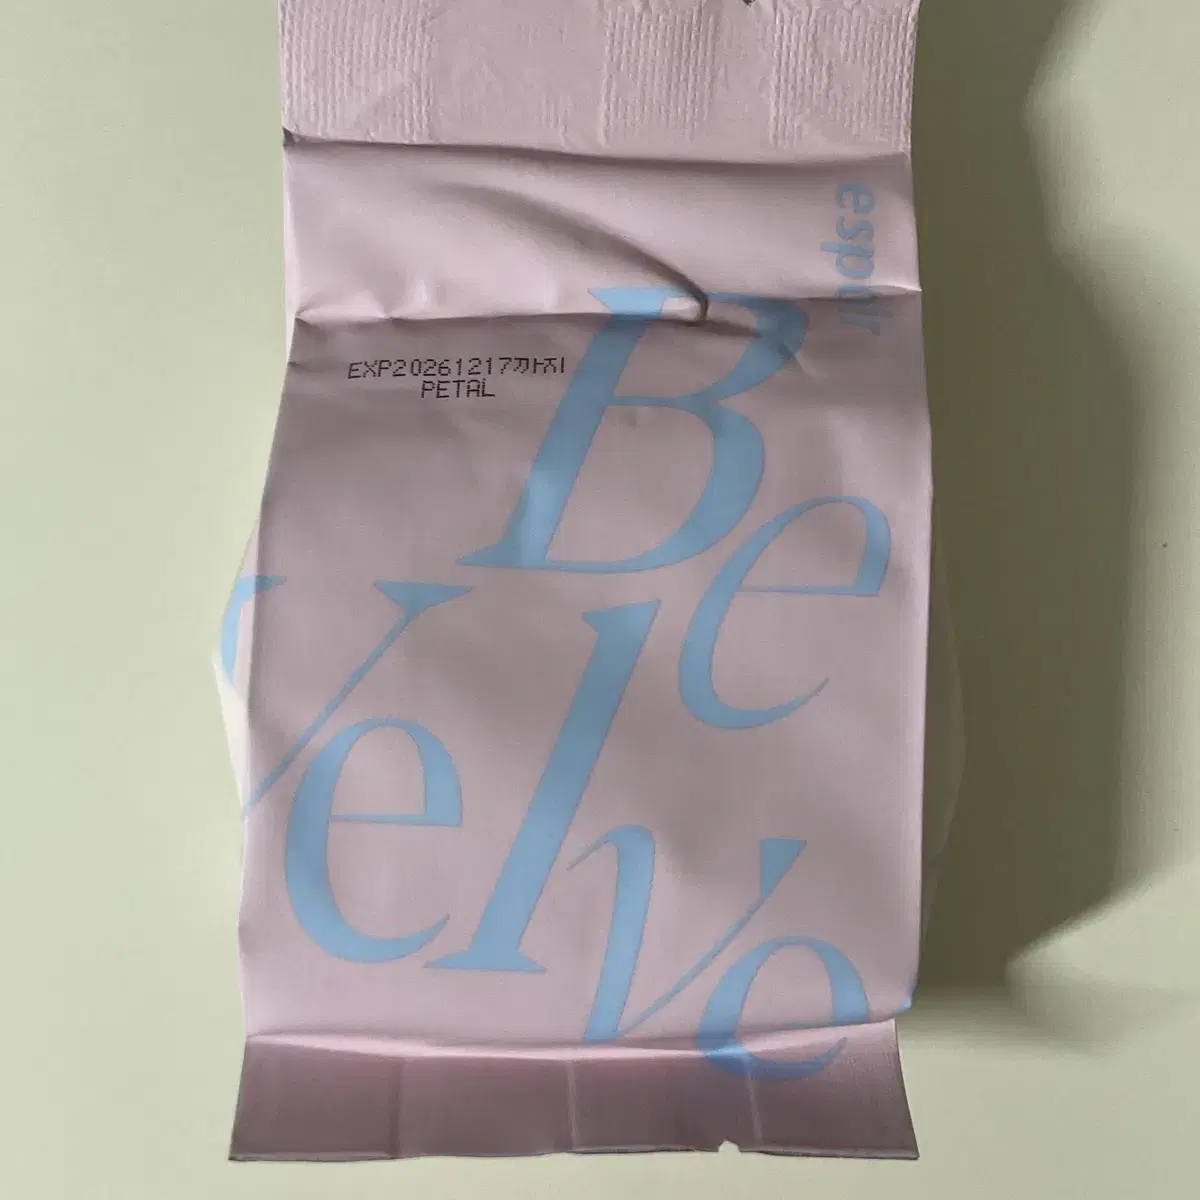 espoir
EXP20261217까지
PETAL
Be
Velve